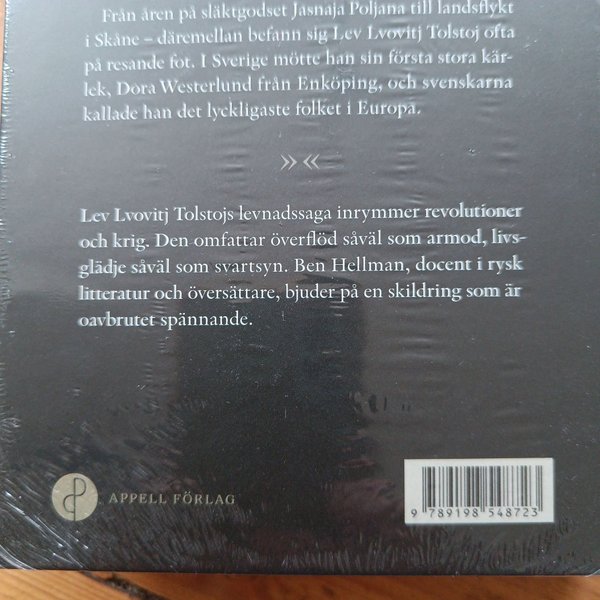 Från åren på släktgodset Jasnaja Poljana till landsflykt
i Skåne – däremellan befann sig Lev Lvovitj Tolstoj ofta
på resande fot. I Sverige mötte han sin första stora kär-
lek, Dora Westerlund från Enköping, och svenskarna
kallade han det lyckligaste folket i Europa.
»«
Lev Lvovitj Tolstojs levnadssaga inrymmer revolutioner
och krig. Den omfattar överflöd såväl som armod, livs-
glädje såväl som svartsyn. Ben Hellman, docent i rysk
litteratur och översättare, bjuder på en skildring som är
oavbrutet spännande.
APPELL FÖRLAG
9 789198 548723